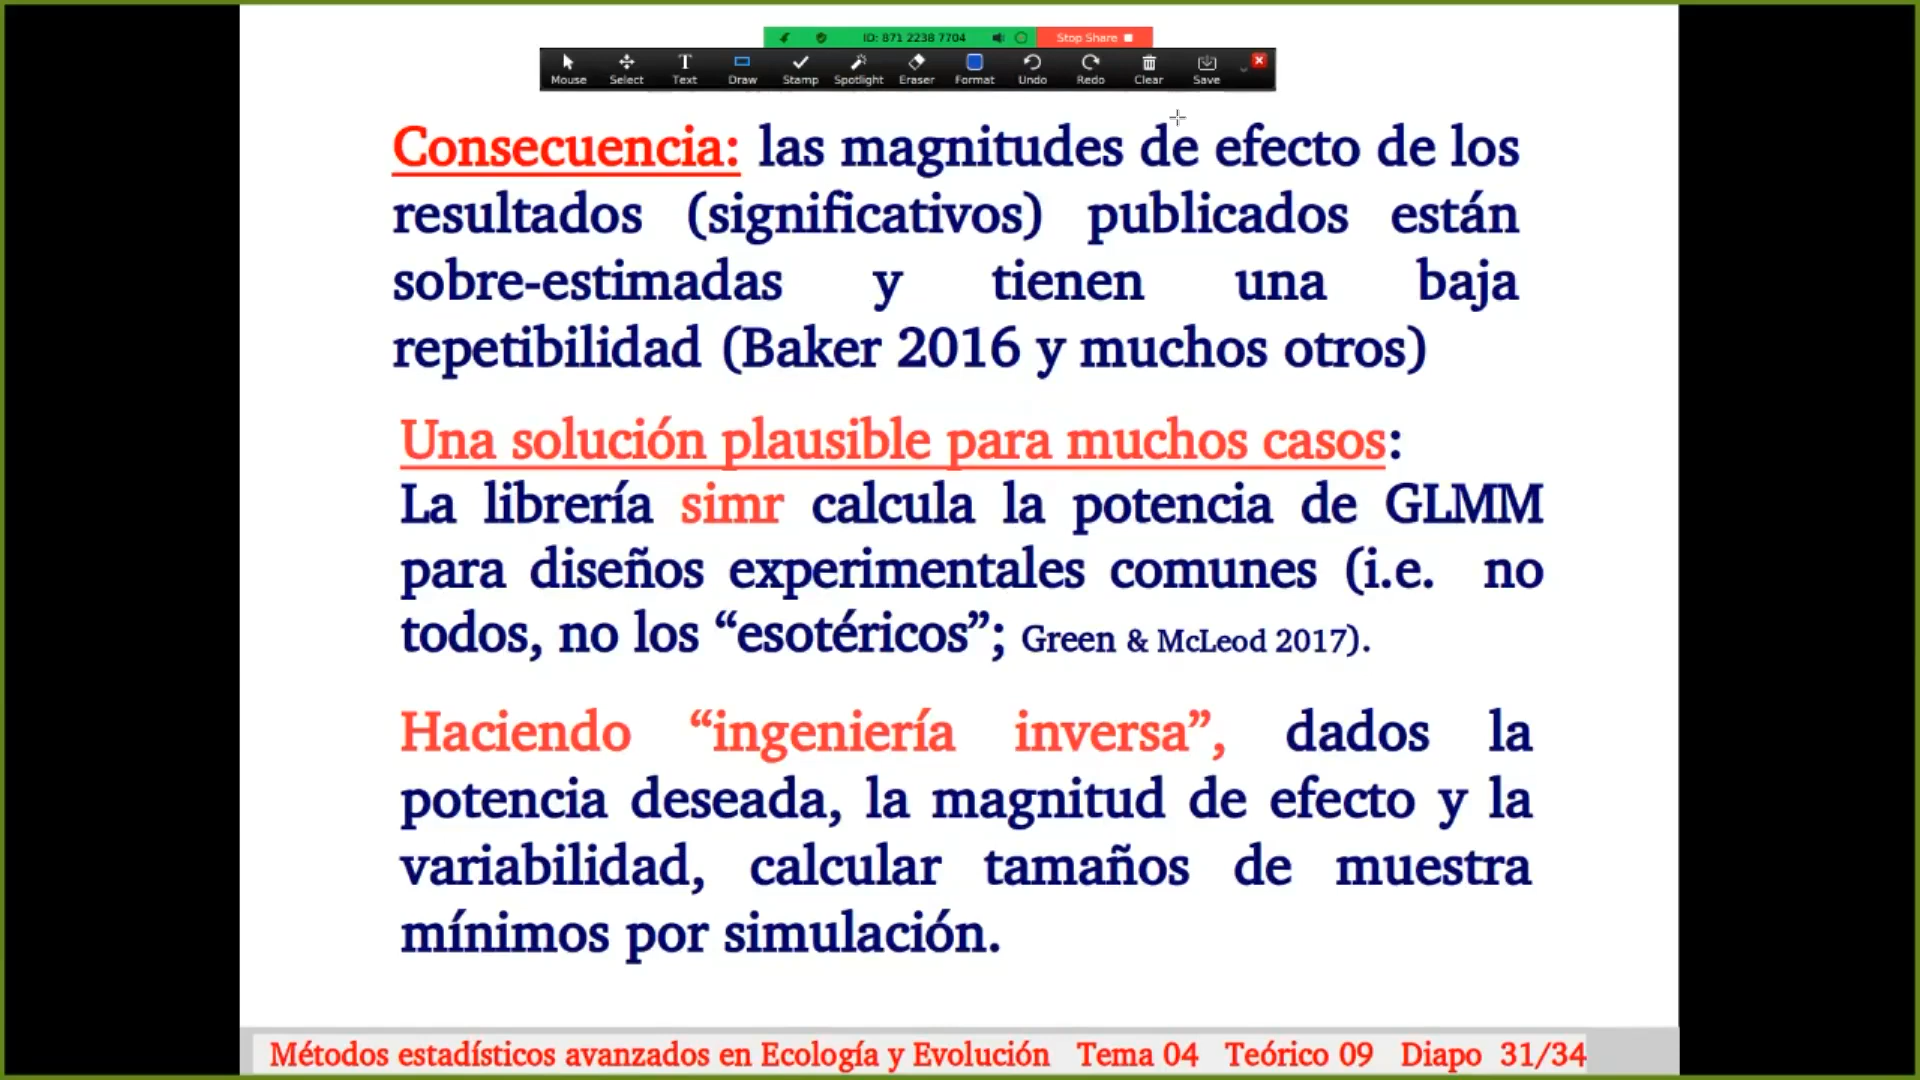 ID: 871 2238 7704 Stop Share
Mouse Select Text Draw Stamp Spotlight Eraser Format Undo Redo Clear Save
Consecuencia: las magnitudes de efecto de los
resultados (significativos) publicados están
sobre-estimadas y tienen una baja
repetibilidad (Baker 2016 y muchos otros)
Una solución plausible para muchos casos:
La librería simr calcula la potencia de GLMM
para diseños experimentales comunes (i.e. no
todos, no los “esotéricos”; Green & McLeod 2017).
Haciendo “ingeniería inversa”, dados la
potencia deseada, la magnitud de efecto y la
variabilidad, calcular tamaños de muestra
mínimos por simulación.
Métodos estadísticos avanzados en Ecología y Evolución Tema 04 Teórico 09 Diapo 31/34